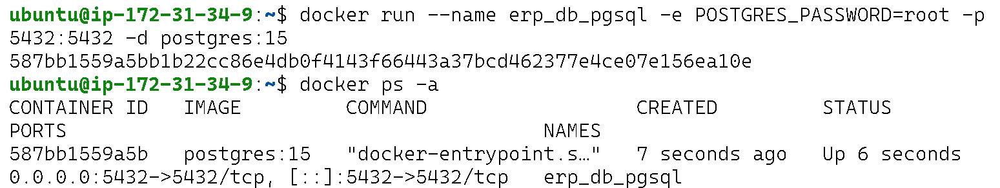 ubuntu@ip-172-31-34-9:~$ docker run --name erp_db_pgsql -e POSTGRES_PASSWORD=root -p
5432:5432 -d postgres:15
587bb1559a5bb1b22cc86e4db0f4143f66443a37bcd462377e4ce07e156ea10e
ubuntu@ip-172-31-34-9:~$ docker ps -a
CONTAINER ID   IMAGE         COMMAND                  CREATED         STATUS
PORTS                                         NAMES
587bb1559a5b   postgres:15   "docker-entrypoint.s…"   7 seconds ago   Up 6 seconds
0.0.0.0:5432->5432/tcp, [::]:5432->5432/tcp   erp_db_pgsql